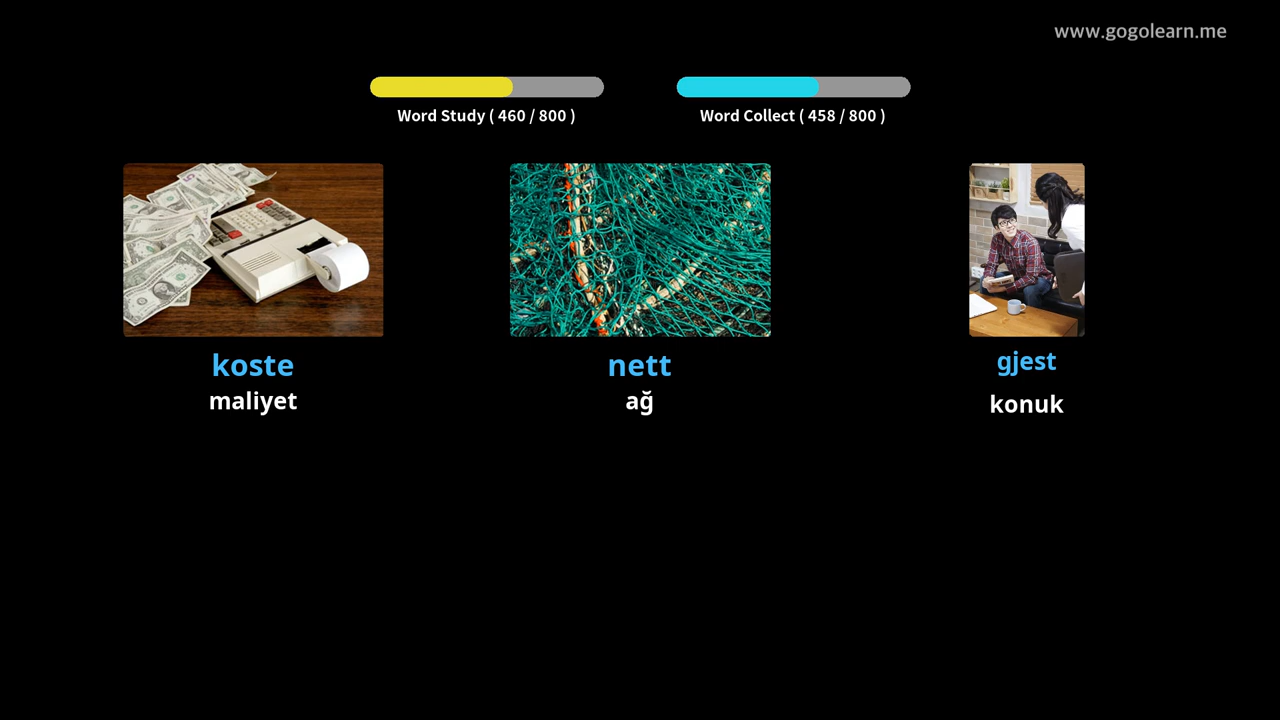 www.gogolearn.me
Word Study ( 460 / 800 )
Word Collect ( 458 / 800 )
koste
maliyet
nett
ağ
gjest
konuk